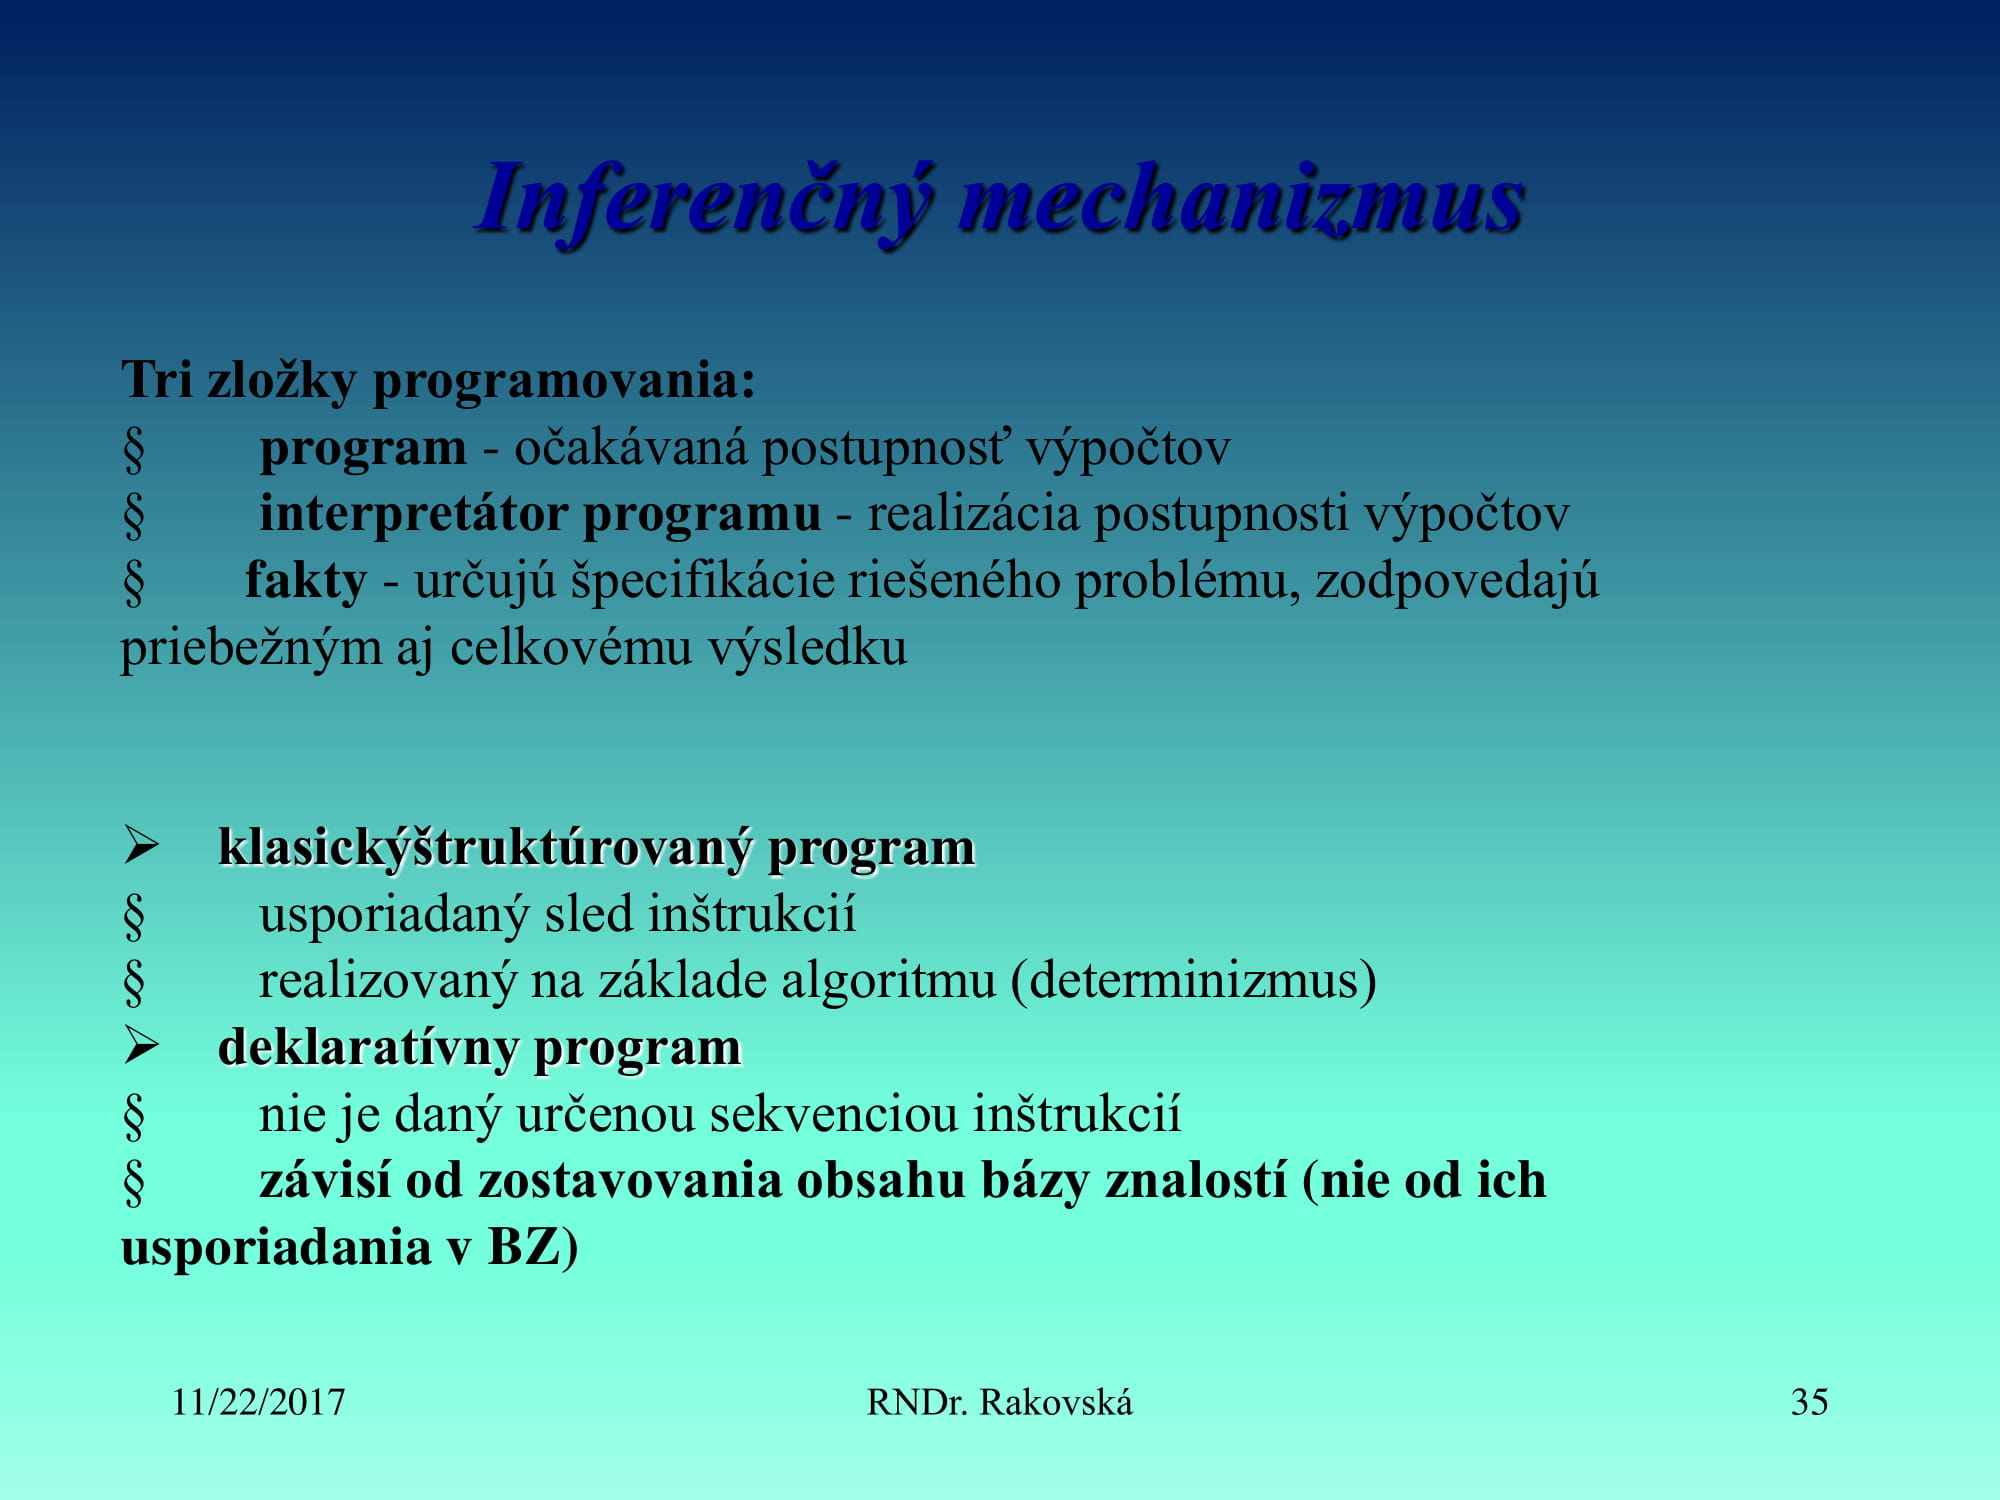 Inferenčný mechanizmus
Tri zložky programovania:
§ program - očakávaná postupnosť výpočtov
§ interpretátor programu - realizácia postupnosti výpočtov
§ fakty - určujú špecifikácie riešeného problému, zodpovedajú
priebežným aj celkovému výsledku
➢ klasickýštruktúrovaný program
§ usporiadaný sled inštrukcií
§ realizovaný na základe algoritmu (determinizmus)
➢ deklaratívny program
§ nie je daný určenou sekvenciou inštrukcií
§ závisí od zostavovania obsahu bázy znalostí (nie od ich
usporiadania v BZ)
11/22/2017 RNDr. Rakovská 35